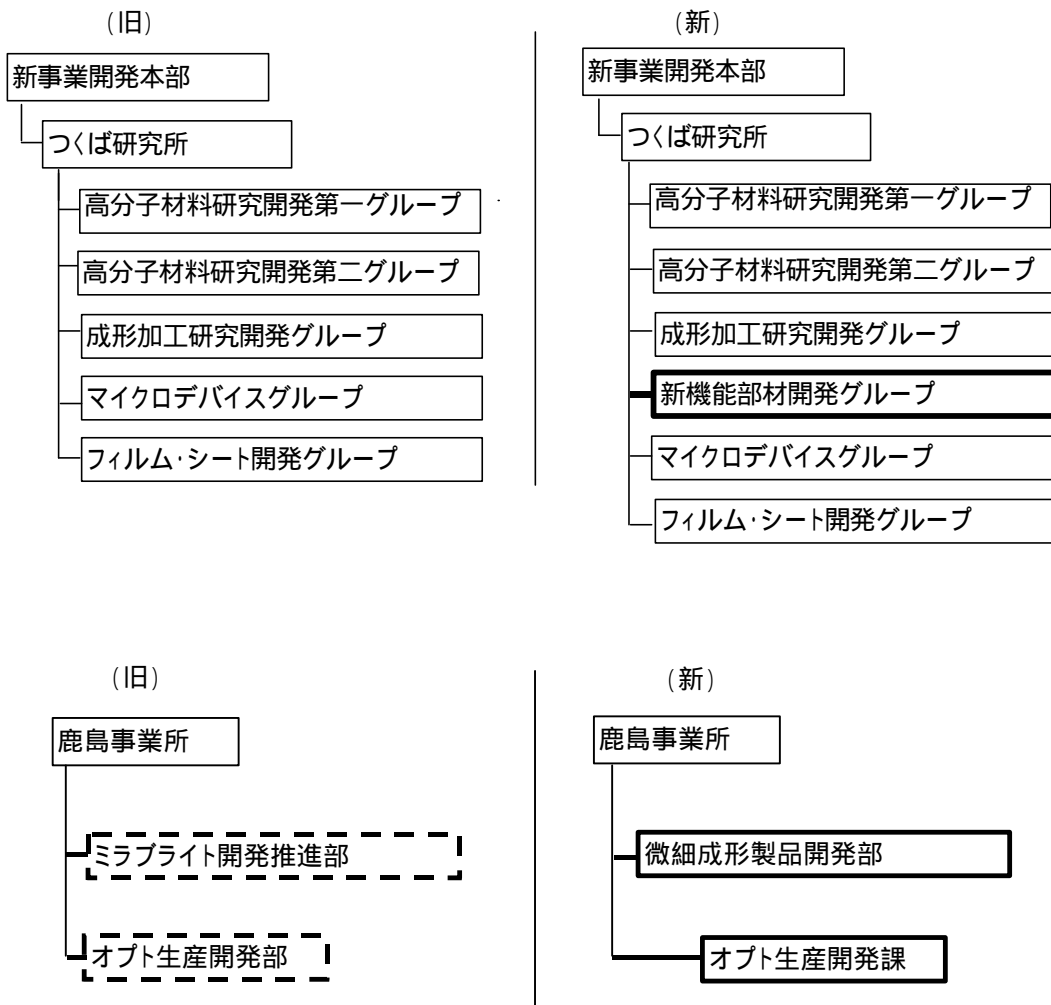 (旧)
新事業開発本部
つくば研究所
高分子材料研究開発第一グループ
高分子材料研究開発第二グループ
成形加工研究開発グループ
マイクロデバイスグループ
フィルム・シート開発グループ
(新)
新事業開発本部
つくば研究所
高分子材料研究開発第一グループ
高分子材料研究開発第二グループ
成形加工研究開発グループ
新機能部材開発グループ
マイクロデバイスグループ
フィルム・シート開発グループ
(旧)
鹿島事業所
ミラブライト開発推進部
オプト生産開発部
(新)
鹿島事業所
微細成形製品開発部
オプト生産開発課